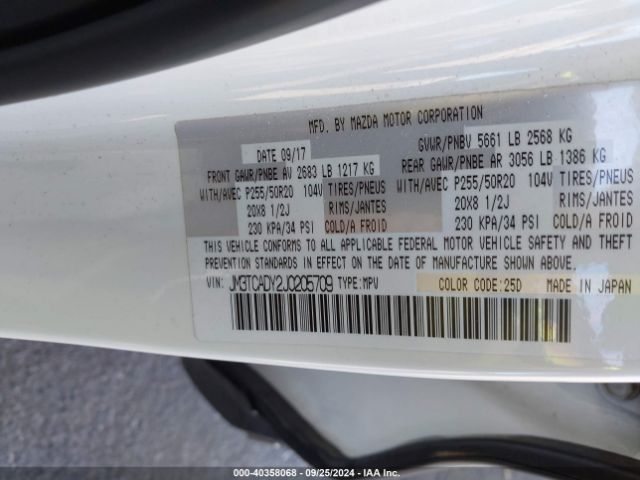 MFD. BY MAZDA MOTOR CORPORATION
DATE 09/17 GVWR/PNBV 5661 LB 2568 KG
FRONT GAWR/PNBE AV 2683 LB 1217 KG REAR GAWR/PNBE AR 3056 LB 1386 KG
WITH/AVEC P255/50R20 104V TIRES/PNEUS WITH/AVEC P255/50R20 104V TIRES/PNEUS
20X8 1/2J RIMS/JANTES 20X8 1/2J RIMS/JANTES
230 KPA/34 PSI COLD/A FROID 230 KPA/34 PSI COLD/A FROID
THIS VEHICLE CONFORMS TO ALL APPLICABLE FEDERAL MOTOR VEHICLE SAFETY AND THEFT
PREVENTION STANDARDS IN EFFECT ON THE DATE OF MANUFACTURE SHOWN ABOVE.
VIN: JM3TCADY2J0205709 TYPE:MPV COLOR CODE:25D MADE IN JAPAN
000-40358068 - 09/25/2024 - IAA Inc.